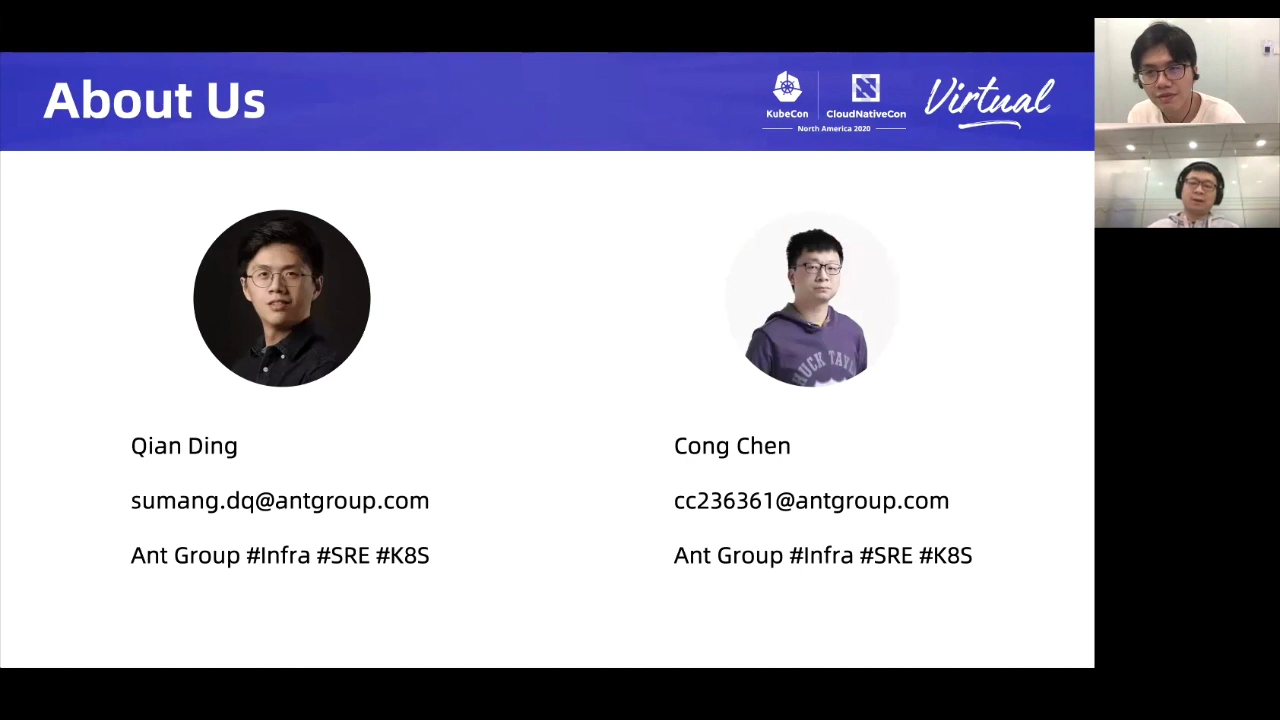 About Us
KubeCon
CloudNativeCon
North America 2020
Virtual
Qian Ding
sumang.dq@antgroup.com
Ant Group #Infra #SRE #K8S
Cong Chen
cc236361@antgroup.com
Ant Group #Infra #SRE #K8S